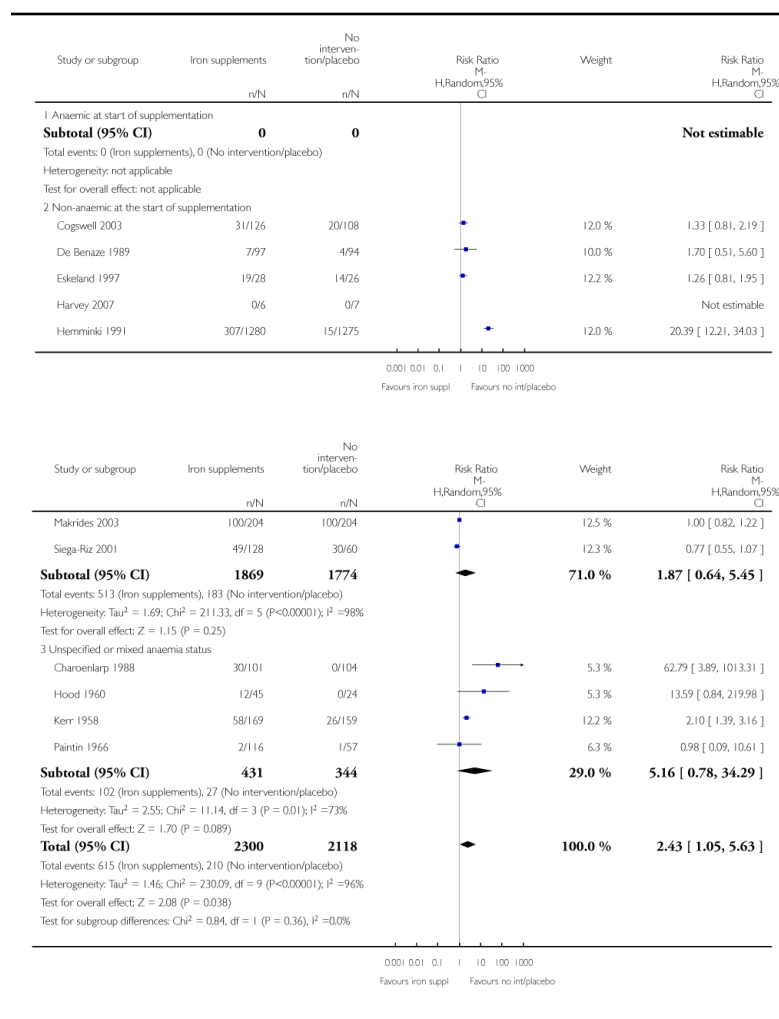 No
interven-
Study or subgroup Iron supplements tion/placebo Risk Ratio Weight Risk Ratio
M- M-
H,Random,95% H,Random,95%
n/N n/N CI CI
1 Anaemic at start of supplementation
Subtotal (95% CI) 0 0 Not estimable
Total events: 0 (Iron supplements), 0 (No intervention/placebo)
Heterogeneity: not applicable
Test for overall effect: not applicable
2 Non-anaemic at the start of supplementation
Cogswell 2003 31/126 20/108 12.0 % 1.33 [ 0.81, 2.19 ]
De Benaze 1989 7/97 4/94 10.0 % 1.70 [ 0.51, 5.60 ]
Eskeland 1997 19/28 14/26 12.2 % 1.26 [ 0.81, 1.95 ]
Harvey 2007 0/6 0/7 Not estimable
Hemminki 1991 307/1280 15/1275 12.0 % 20.39 [ 12.21, 34.03 ]
0.001 0.01 0.1 1 10 100 1000
Favours iron suppl Favours no int/placebo
No
interven-
Study or subgroup Iron supplements tion/placebo Risk Ratio Weight Risk Ratio
M- M-
H,Random,95% H,Random,95%
n/N n/N CI CI
Makrides 2003 100/204 100/204 12.5 % 1.00 [ 0.82, 1.22 ]
Siega-Riz 2001 49/128 30/60 12.3 % 0.77 [ 0.55, 1.07 ]
Subtotal (95% CI) 1869 1774 71.0 % 1.87 [ 0.64, 5.45 ]
Total events: 513 (Iron supplements), 183 (No intervention/placebo)
Heterogeneity: Tau² = 1.69; Chi² = 211.33, df = 5 (P<0.00001); I² =98%
Test for overall effect: Z = 1.15 (P = 0.25)
3 Unspecified or mixed anaemia status
Charoenlarp 1988 30/101 0/104 5.3 % 62.79 [ 3.89, 1013.31 ]
Hood 1960 12/45 0/24 5.3 % 13.59 [ 0.84, 219.98 ]
Kerr 1958 58/169 26/159 12.2 % 2.10 [ 1.39, 3.16 ]
Paintin 1966 2/116 1/57 6.3 % 0.98 [ 0.09, 10.61 ]
Subtotal (95% CI) 431 344 29.0 % 5.16 [ 0.78, 34.29 ]
Total events: 102 (Iron supplements), 27 (No intervention/placebo)
Heterogeneity: Tau² = 2.55; Chi² = 11.14, df = 3 (P = 0.01); I² =73%
Test for overall effect: Z = 1.70 (P = 0.089)
Total (95% CI) 2300 2118 100.0 % 2.43 [ 1.05, 5.63 ]
Total events: 615 (Iron supplements), 210 (No intervention/placebo)
Heterogeneity: Tau² = 1.46; Chi² = 230.09, df = 9 (P<0.00001); I² =96%
Test for overall effect: Z = 2.08 (P = 0.038)
Test for subgroup differences: Chi² = 0.84, df = 1 (P = 0.36), I² =0.0%
0.001 0.01 0.1 1 10 100 1000
Favours iron suppl Favours no int/placebo